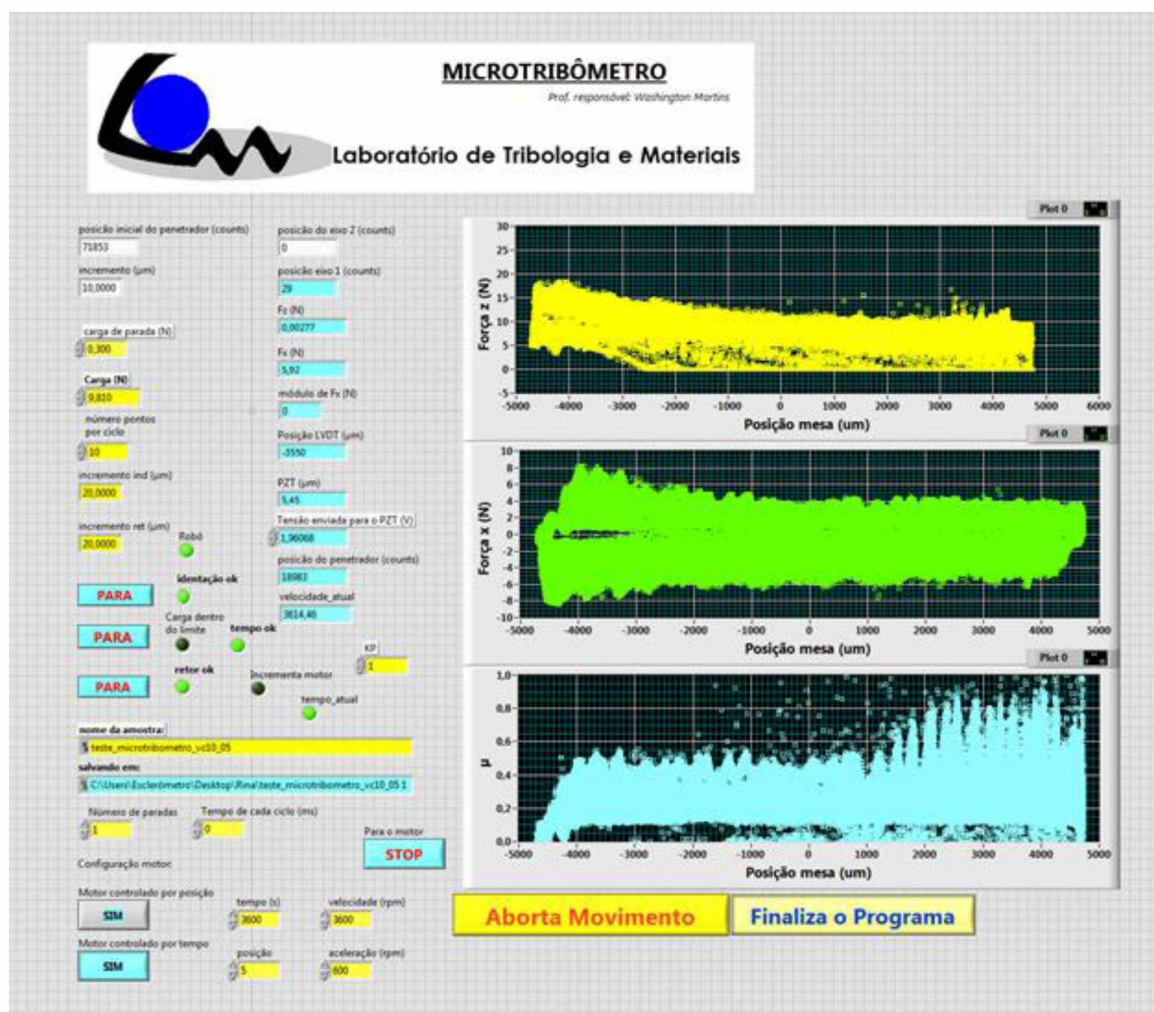 MICROTRIBÔMETRO
Prof. responsável: Washington Martins
Laboratório de Tribologia e Materiais
posicão inicial do penetrador (counts)
71853
incremento (µm)
10,0000
carga de parada (N)
0,300
Carga (N)
9,810
número pontos
por ciclo
10
incremento ind (µm)
20,0000
incremento ret (µm)
20,0000
posicão do eixo 2 (counts)
0
posicão eixo 1 (counts)
29
Fz (N)
0,00277
Fx (N)
5,92
módulo de Fx (N)
0
Posição LVDT (µm)
-3550
PZT (µm)
5,45
Tensão enviada para o PZT (V)
1,96068
posicão do penetrador (counts)
18983
velocidade_atual
3614,46
Robô
PARA
identação ok
PARA
Carga dentro
do limite
tempo ok
KP
1
PARA
retor ok
Incrementa motor
tempo_atual
nome da amostra:
teste_microtribometro_vc10_05
salvando em:
C:\Users\Esclerômetro\Desktop\Rina\teste_microtribometro_vc10_05 1
Número de paradas
1
Tempo de cada ciclo (ms)
0
Para o motor
STOP
Configuração motor:
Motor controlado por posição
SIM
tempo (s)
3600
velocidade (rpm)
3600
Motor controlado por tempo
SIM
posição
5
aceleração (rpm)
600
Plot 0
Força z (N)
30
25
20
15
10
5
0
-5
-5000 -4000 -3000 -2000 -1000 0 1000 2000 3000 4000 5000 6000
Posição mesa (um)
Plot 0
Força x (N)
10
8
6
4
2
0
-2
-4
-6
-8
-10
-5000 -4000 -3000 -2000 -1000 0 1000 2000 3000 4000 5000
Posição mesa (um)
Plot 0
µ
1,0
0,8
0,6
0,4
0,2
0,0
-5000 -4000 -3000 -2000 -1000 0 1000 2000 3000 4000 5000
Posição mesa (um)
Aborta Movimento
Finaliza o Programa